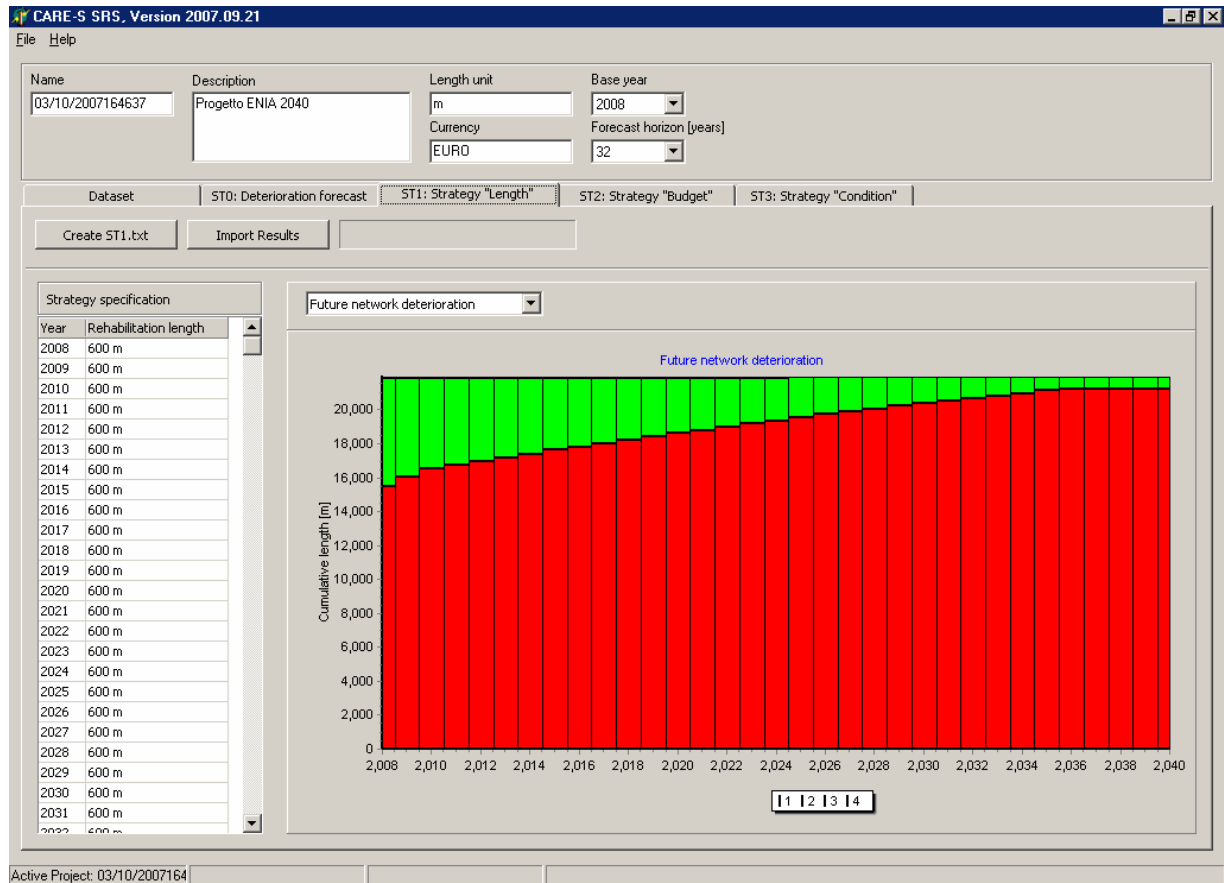 CARE-S SRS, Version 2007.09.21
File Help
Name
03/10/2007164637
Description
Progetto ENIA 2040
Length unit
m
Currency
EURO
Base year
2008
Forecast horizon [years]
32
Dataset
ST0: Deterioration forecast
ST1: Strategy "Length"
ST2: Strategy "Budget"
ST3: Strategy "Condition"
Create ST1.txt
Import Results
Strategy specification
Year Rehabilitation length
2008 600 m
2009 600 m
2010 600 m
2011 600 m
2012 600 m
2013 600 m
2014 600 m
2015 600 m
2016 600 m
2017 600 m
2018 600 m
2019 600 m
2020 600 m
2021 600 m
2022 600 m
2023 600 m
2024 600 m
2025 600 m
2026 600 m
2027 600 m
2028 600 m
2029 600 m
2030 600 m
2031 600 m
2032 600 m
Future network deterioration
Future network deterioration
Cumulative length [m]
20,000
18,000
16,000
14,000
12,000
10,000
8,000
6,000
4,000
2,000
0
2,008 2,010 2,012 2,014 2,016 2,018 2,020 2,022 2,024 2,026 2,028 2,030 2,032 2,034 2,036 2,038 2,040
1 2 3 4
Active Project: 03/10/2007164